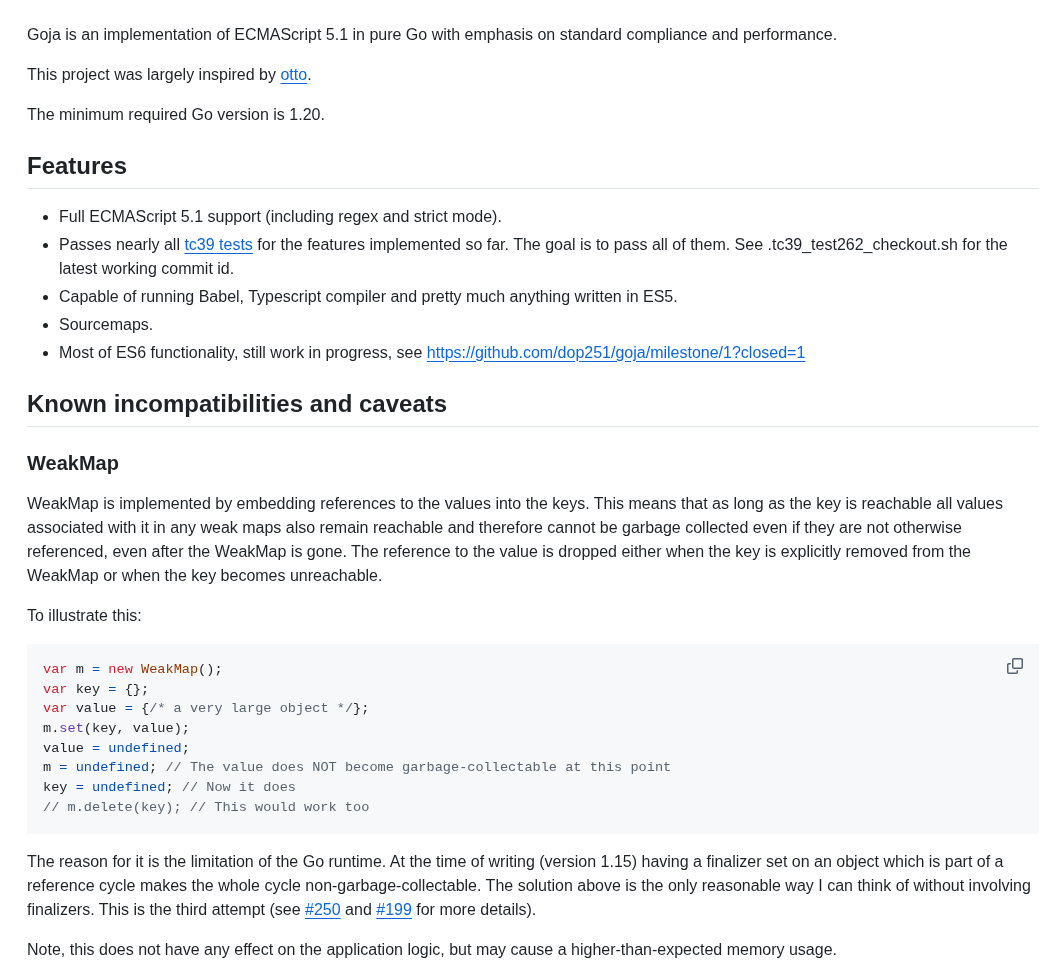 Goja is an implementation of ECMAScript 5.1 in pure Go with emphasis on standard compliance and performance.
This project was largely inspired by otto.
The minimum required Go version is 1.20.
Features
Full ECMAScript 5.1 support (including regex and strict mode).
Passes nearly all tc39 tests for the features implemented so far. The goal is to pass all of them. See .tc39_test262_checkout.sh for the
latest working commit id.
Capable of running Babel, Typescript compiler and pretty much anything written in ES5.
Sourcemaps.
Most of ES6 functionality, still work in progress, see https://github.com/dop251/goja/milestone/1?closed=1
Known incompatibilities and caveats
WeakMap
WeakMap is implemented by embedding references to the values into the keys. This means that as long as the key is reachable all values
associated with it in any weak maps also remain reachable and therefore cannot be garbage collected even if they are not otherwise
referenced, even after the WeakMap is gone. The reference to the value is dropped either when the key is explicitly removed from the
WeakMap or when the key becomes unreachable.
To illustrate this:
var m = new WeakMap();
var key = {};
var value = {/* a very large object */};
m.set(key, value);
value = undefined;
m = undefined; // The value does NOT become garbage-collectable at this point
key = undefined; // Now it does
// m.delete(key); // This would work too
The reason for it is the limitation of the Go runtime. At the time of writing (version 1.15) having a finalizer set on an object which is part of a
reference cycle makes the whole cycle non-garbage-collectable. The solution above is the only reasonable way I can think of without involving
finalizers. This is the third attempt (see #250 and #199 for more details).
Note, this does not have any effect on the application logic, but may cause a higher-than-expected memory usage.